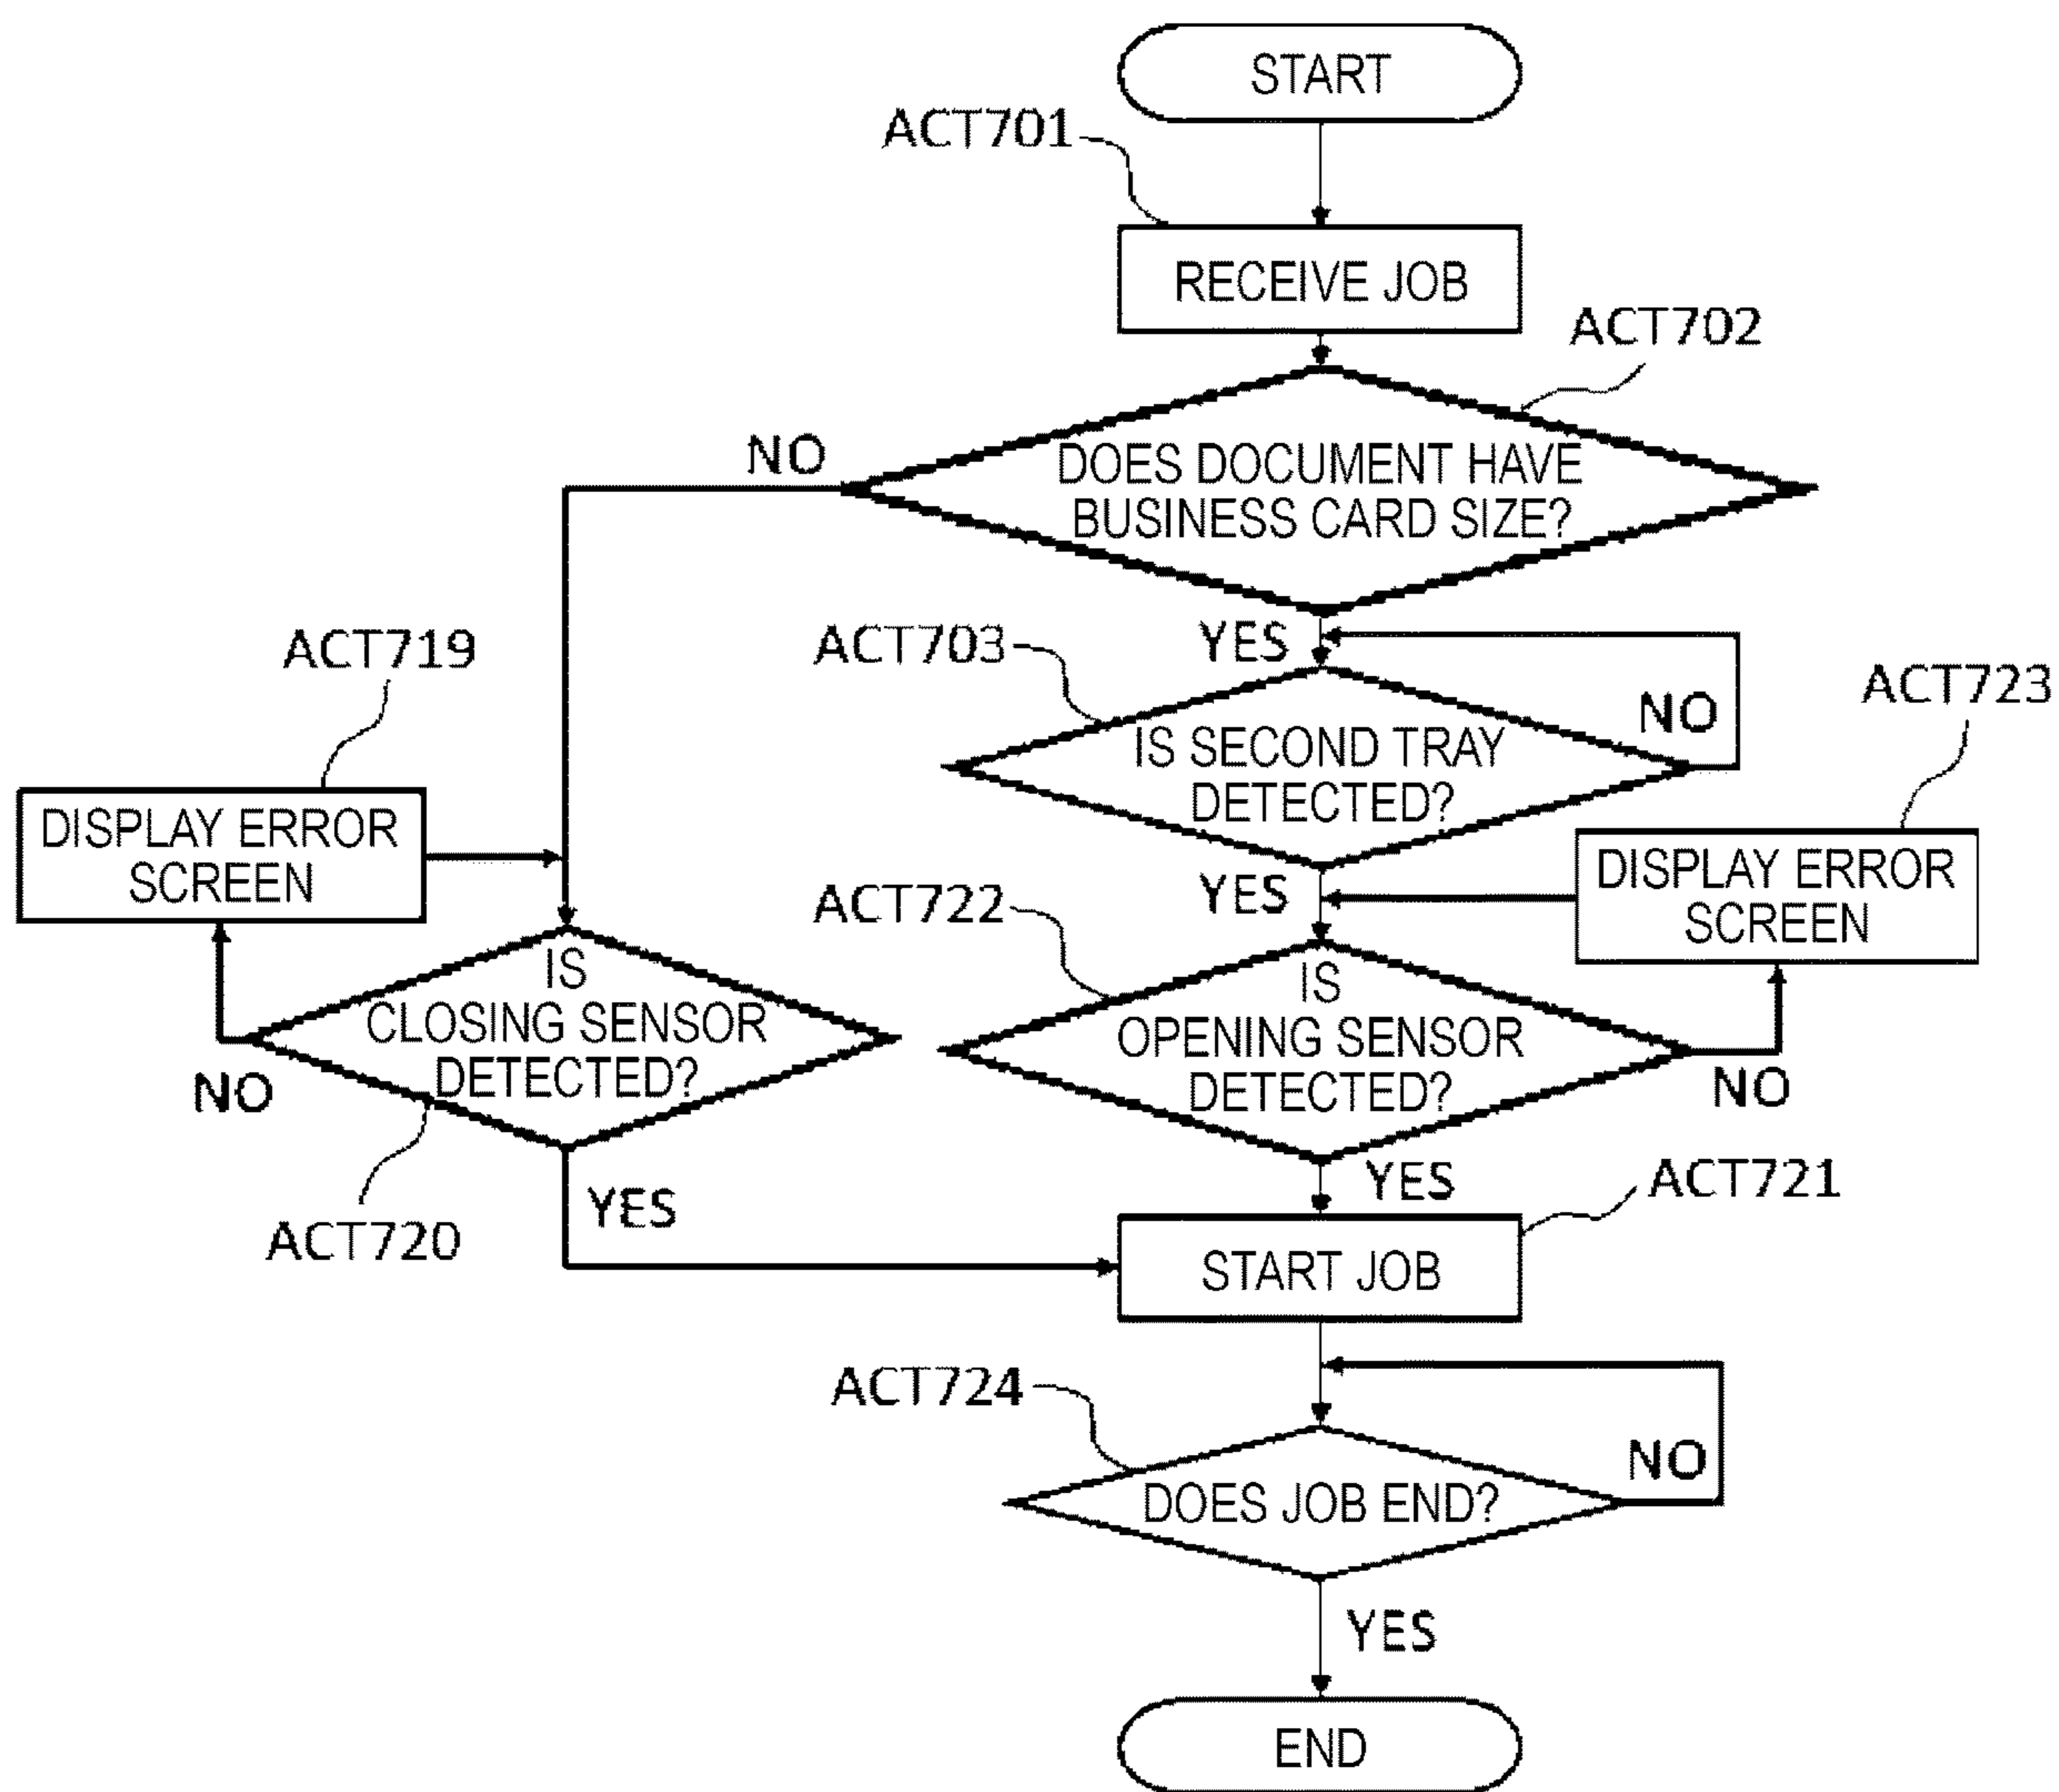 START
ACT701
RECEIVE JOB
ACT702
NO
DOES DOCUMENT HAVE
BUSINESS CARD SIZE?
YES
ACT703
NO
IS SECOND TRAY
DETECTED?
ACT719
DISPLAY ERROR
SCREEN
ACT723
DISPLAY ERROR
SCREEN
YES
ACT722
IS
CLOSING SENSOR
DETECTED?
NO
ACT720
YES
IS
OPENING SENSOR
DETECTED?
NO
YES
ACT721
START JOB
ACT724
NO
DOES JOB END?
YES
END